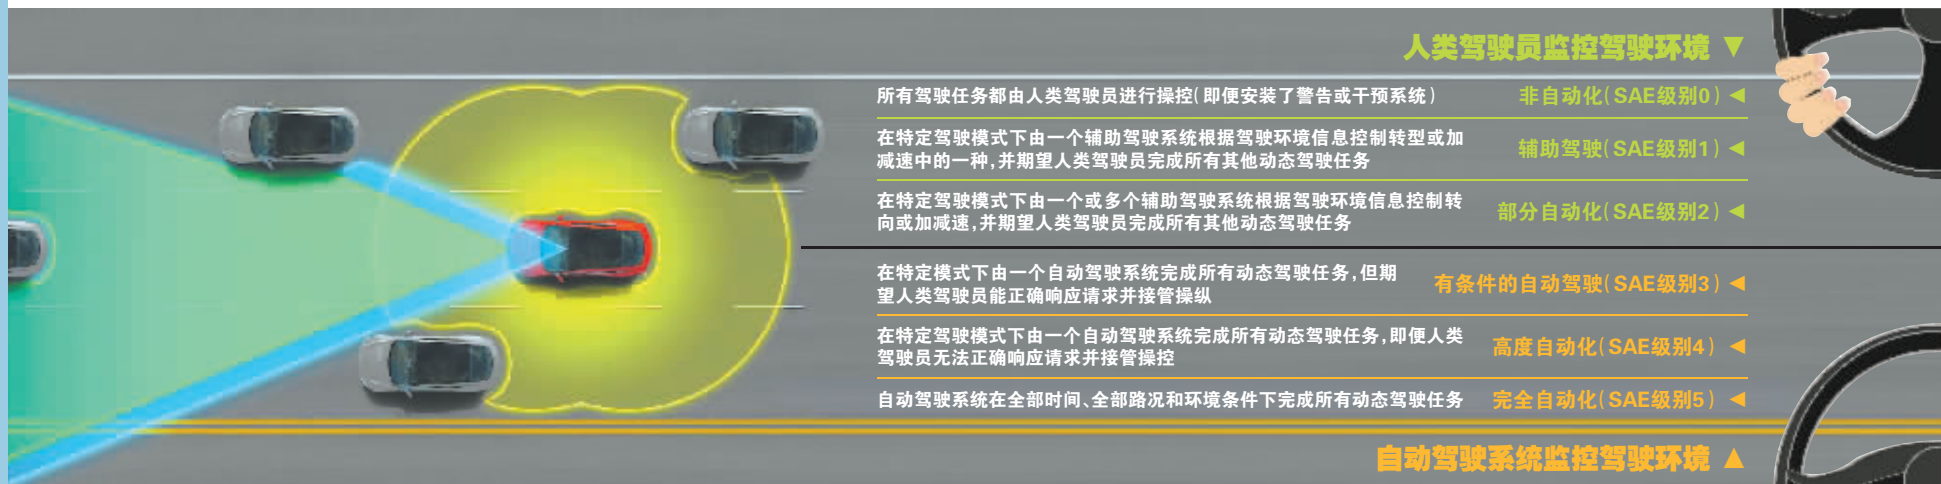 人类驾驶员监控驾驶环境 ▼
所有驾驶任务都由人类驾驶员进行操控(即便安装了警告或干预系统) 非自动化(SAE级别0) ◀
在特定驾驶模式下由一个辅助驾驶系统根据驾驶环境信息控制转型或加
减速中的一种,并期望人类驾驶员完成所有其他动态驾驶任务
辅助驾驶(SAE级别1) ◀
在特定驾驶模式下由一个或多个辅助驾驶系统根据驾驶环境信息控制转
向或加减速,并期望人类驾驶员完成所有其他动态驾驶任务
部分自动化(SAE级别2) ◀
在特定模式下由一个自动驾驶系统完成所有动态驾驶任务,但期
望人类驾驶员能正确响应请求并接管操纵
有条件的自动驾驶(SAE级别3) ◀
在特定驾驶模式下由一个自动驾驶系统完成所有动态驾驶任务,即便人类
驾驶员无法正确响应请求并接管操控
高度自动化(SAE级别4) ◀
自动驾驶系统在全部时间、全部路况和环境条件下完成所有动态驾驶任务 完全自动化(SAE级别5) ◀
自动驾驶系统监控驾驶环境 ▲